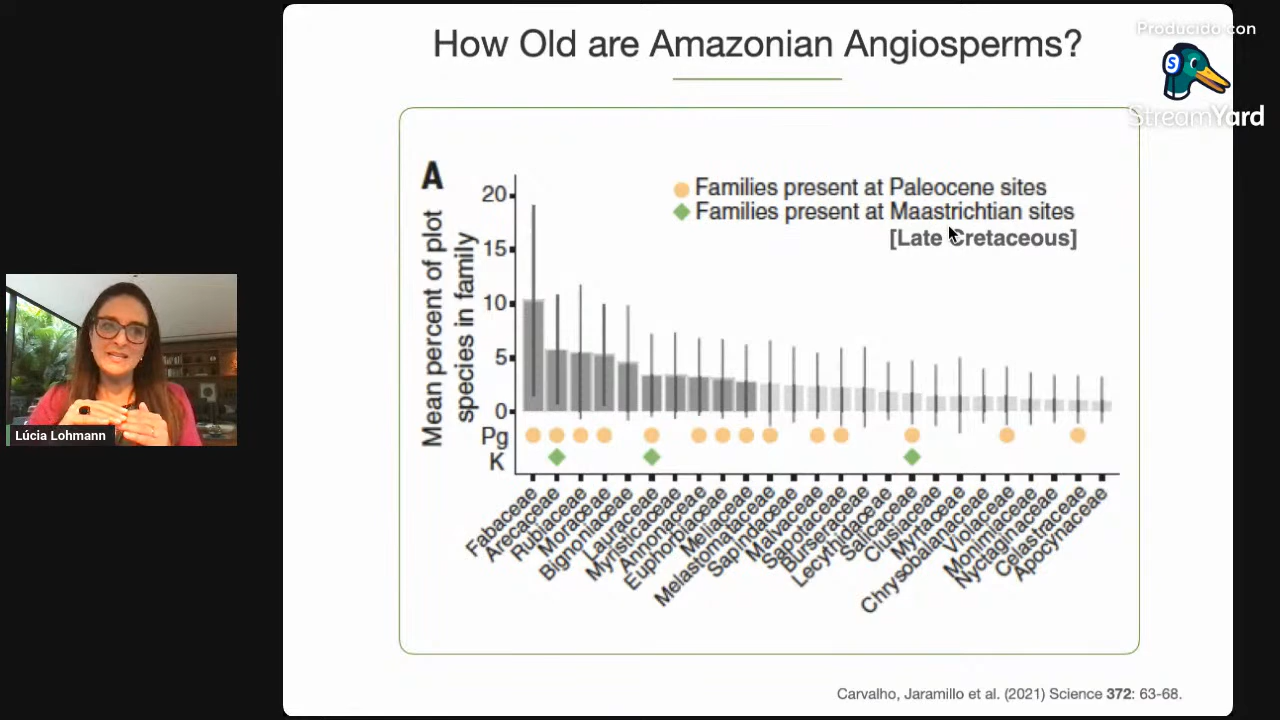 How Old are Amazonian Angiosperms?
Producido con
S
StreamYard
A
Families present at Paleocene sites
Families present at Maastrichtian sites
[Late Cretaceous]
Mean percent of plot
species in family
20
15
10
5
0
Pg
K
Fabaceae
Arecaceae
Rubiaceae
Moraceae
Bignoniaceae
Lauraceae
Myristicaceae
Annonaceae
Euphorbiaceae
Meliaceae
Melastomataceae
Sapindaceae
Malvaceae
Sapotaceae
Burseraceae
Lecythidaceae
Salicaceae
Clusiaceae
Myrtaceae
Chrysobalanaceae
Violaceae
Monimiaceae
Nyctaginaceae
Celastraceae
Apocynaceae
Lúcia Lohmann
Carvalho, Jaramillo et al. (2021) Science 372: 63-68.